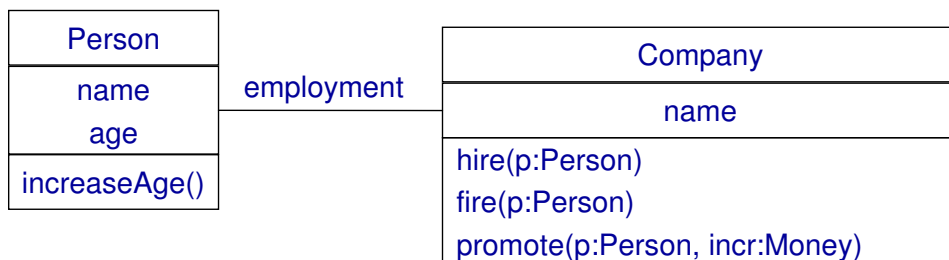 Person
name
age
increaseAge()
employment
Company
name
hire(p:Person)
fire(p:Person)
promote(p:Person, incr:Money)